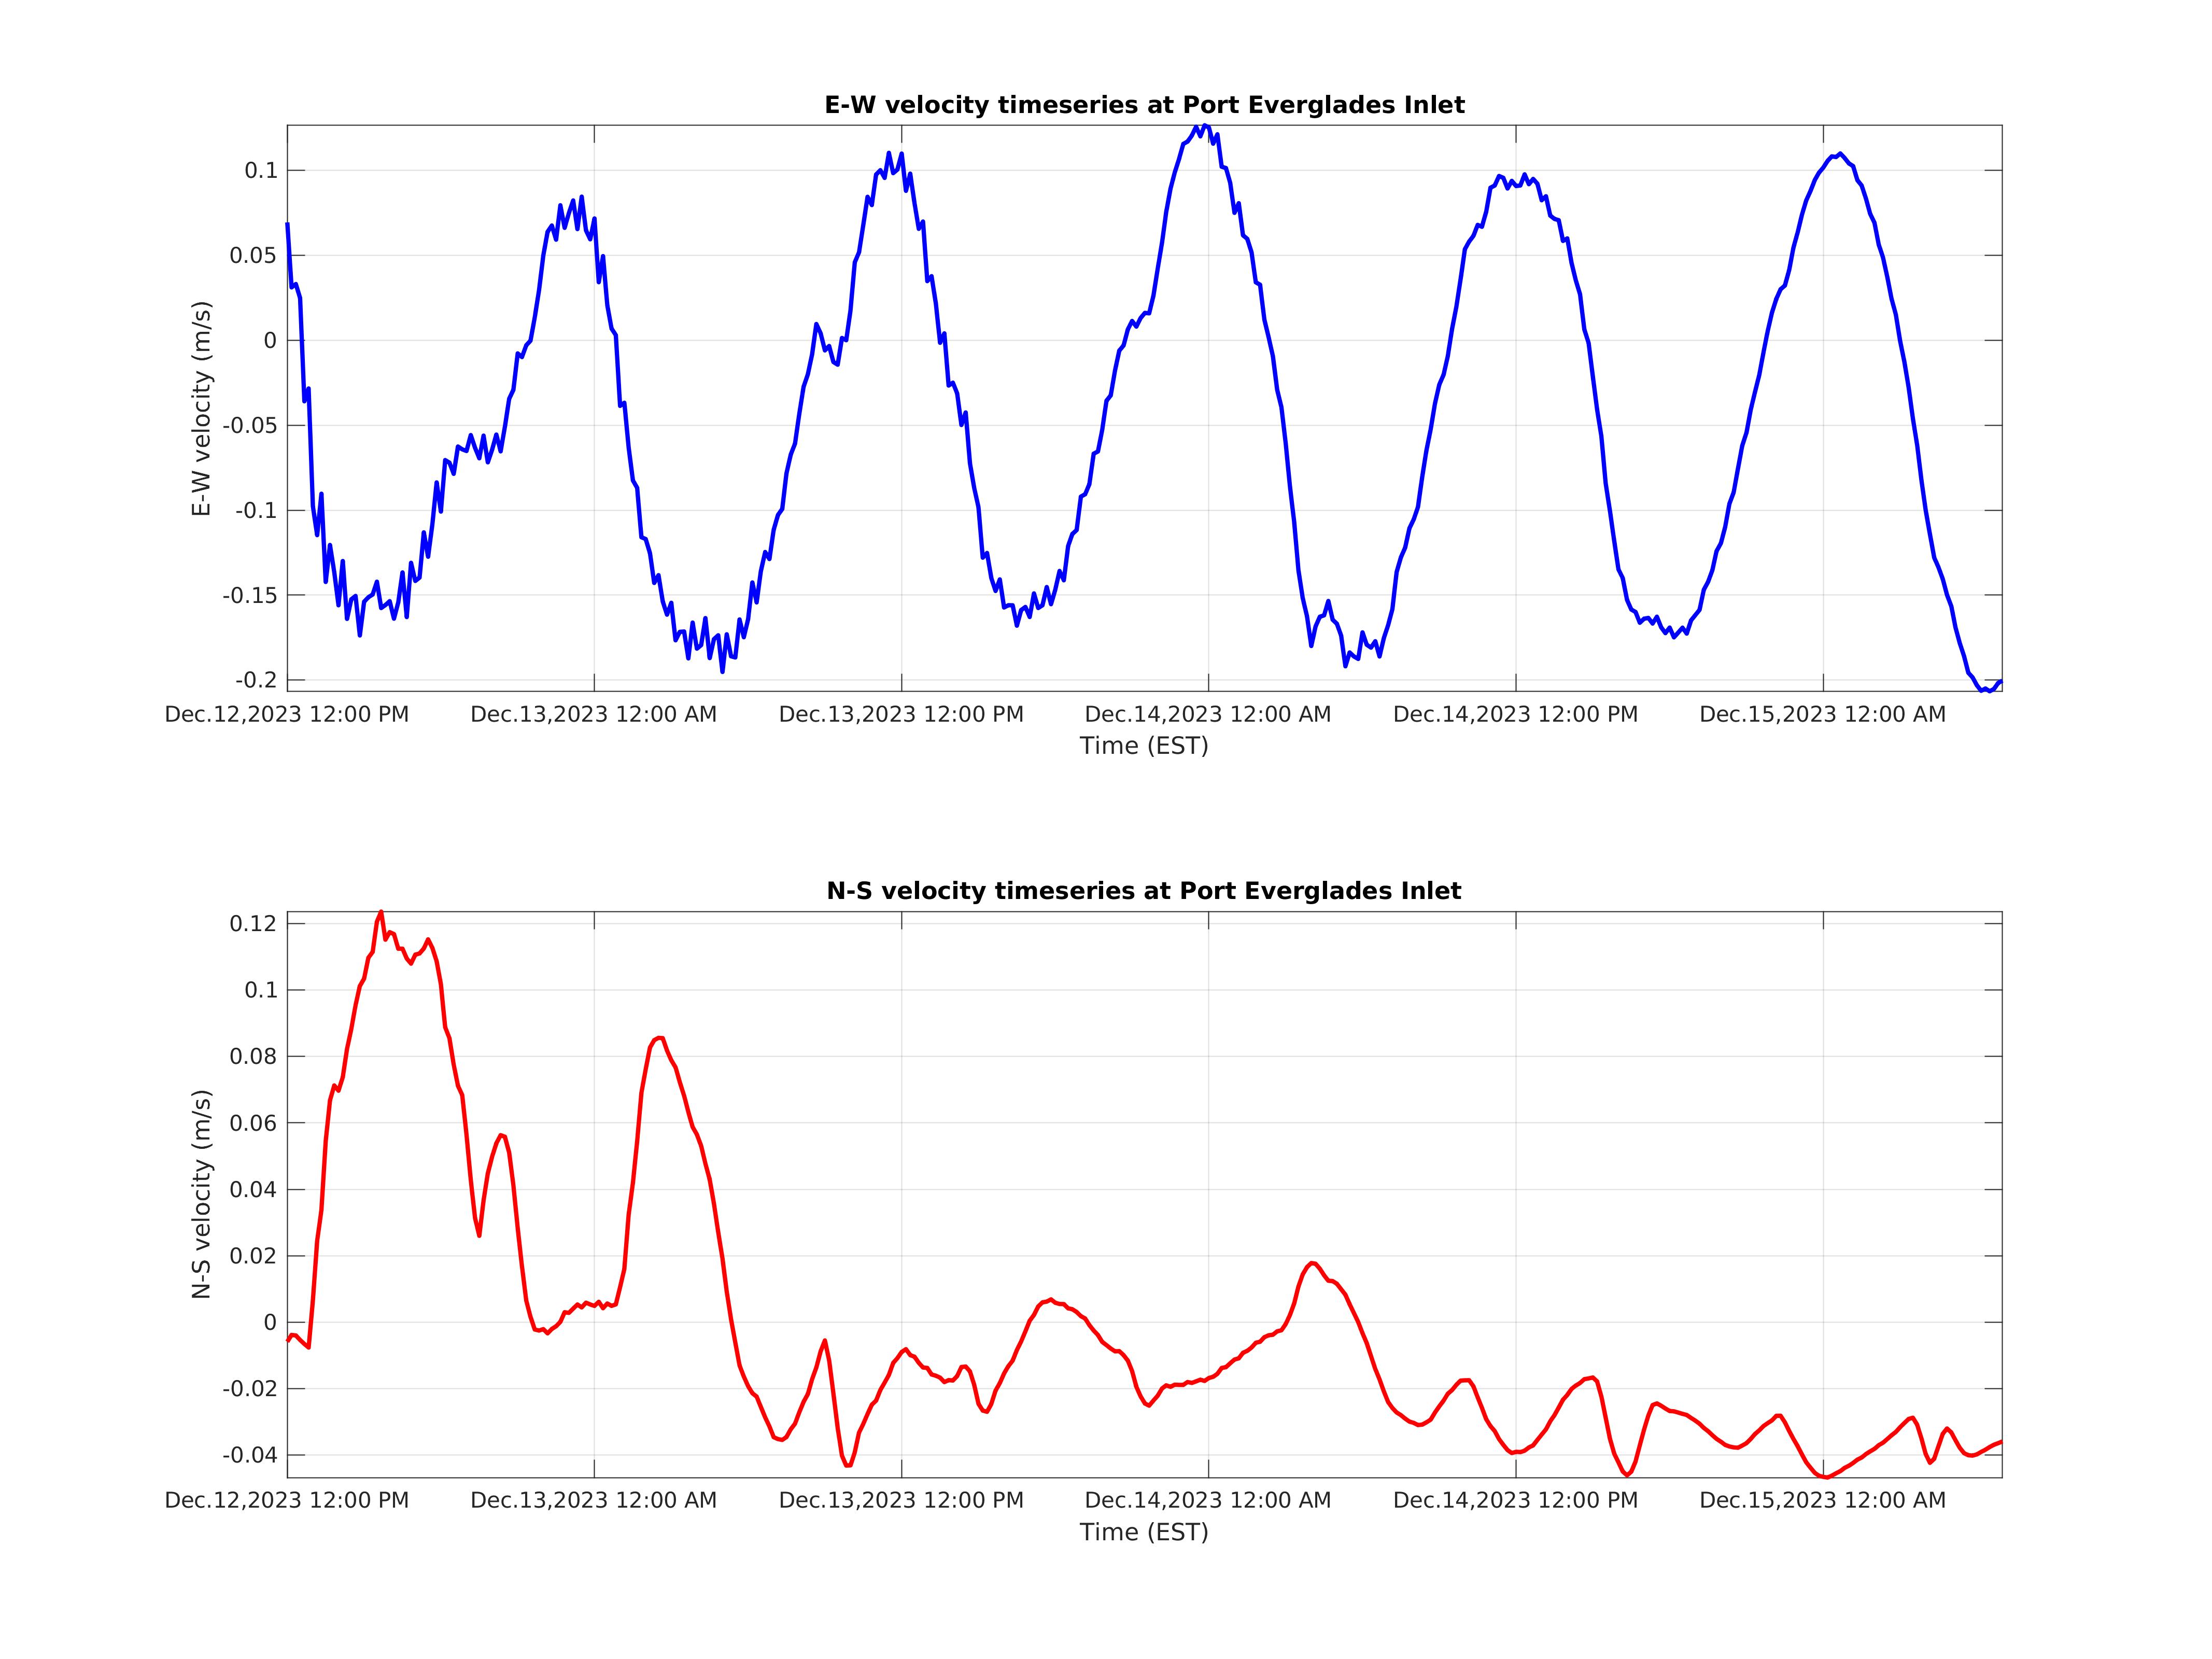 E-W velocity timeseries at Port Everglades Inlet
0.1
0.05
0
-0.05
-0.1
-0.15
-0.2
E-W velocity (m/s)
Dec.12,2023 12:00 PM Dec.13,2023 12:00 AM Dec.13,2023 12:00 PM Dec.14,2023 12:00 AM Dec.14,2023 12:00 PM Dec.15,2023 12:00 AM
Time (EST)
N-S velocity timeseries at Port Everglades Inlet
0.12
0.1
0.08
0.06
0.04
0.02
0
-0.02
-0.04
N-S velocity (m/s)
Dec.12,2023 12:00 PM Dec.13,2023 12:00 AM Dec.13,2023 12:00 PM Dec.14,2023 12:00 AM Dec.14,2023 12:00 PM Dec.15,2023 12:00 AM
Time (EST)